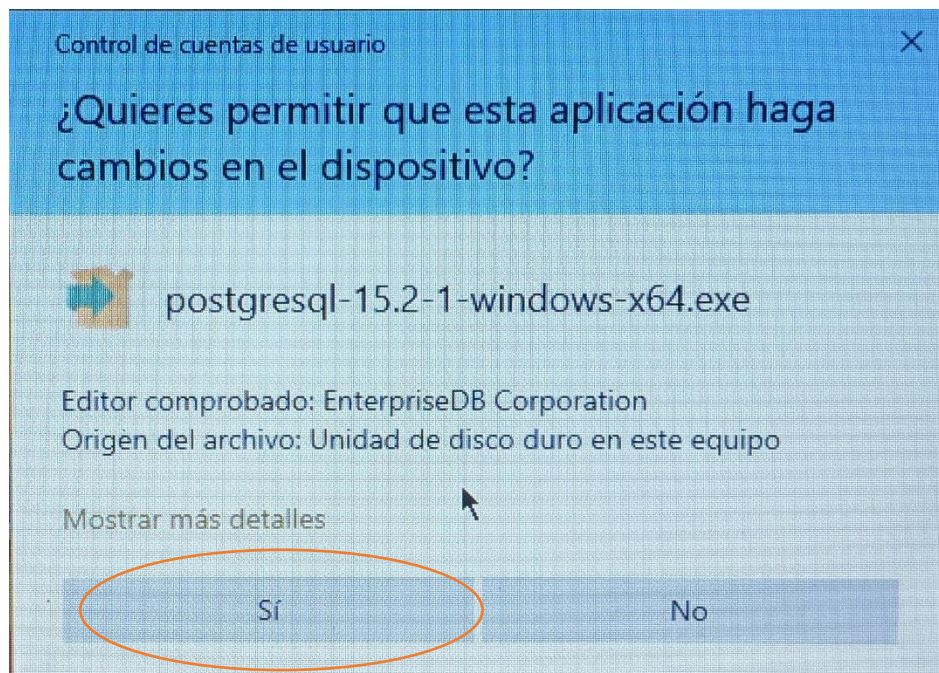 Control de cuentas de usuario
¿Quieres permitir que esta aplicación haga
cambios en el dispositivo?
postgresql-15.2-1-windows-x64.exe
Editor comprobado: EnterpriseDB Corporation
Origen del archivo: Unidad de disco duro en este equipo
Mostrar más detalles
Sí
No